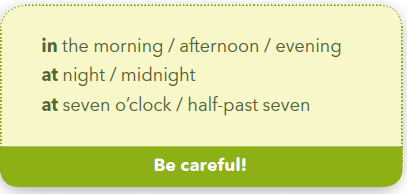 in the morning / afternoon / evening
at night / midnight
at seven o’clock / half-past seven
Be careful!